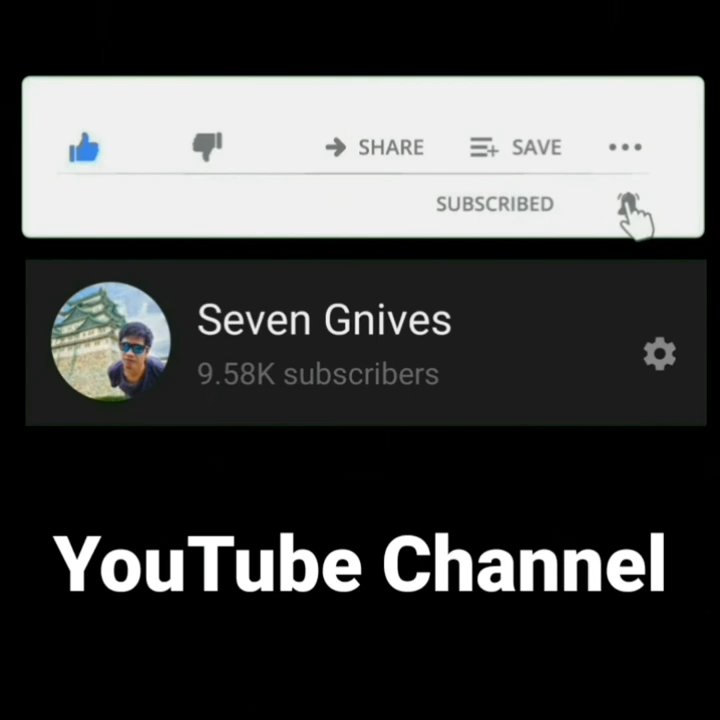 SHARE SAVE
SUBSCRIBED
Seven Gnives
9.58K subscribers
YouTube Channel